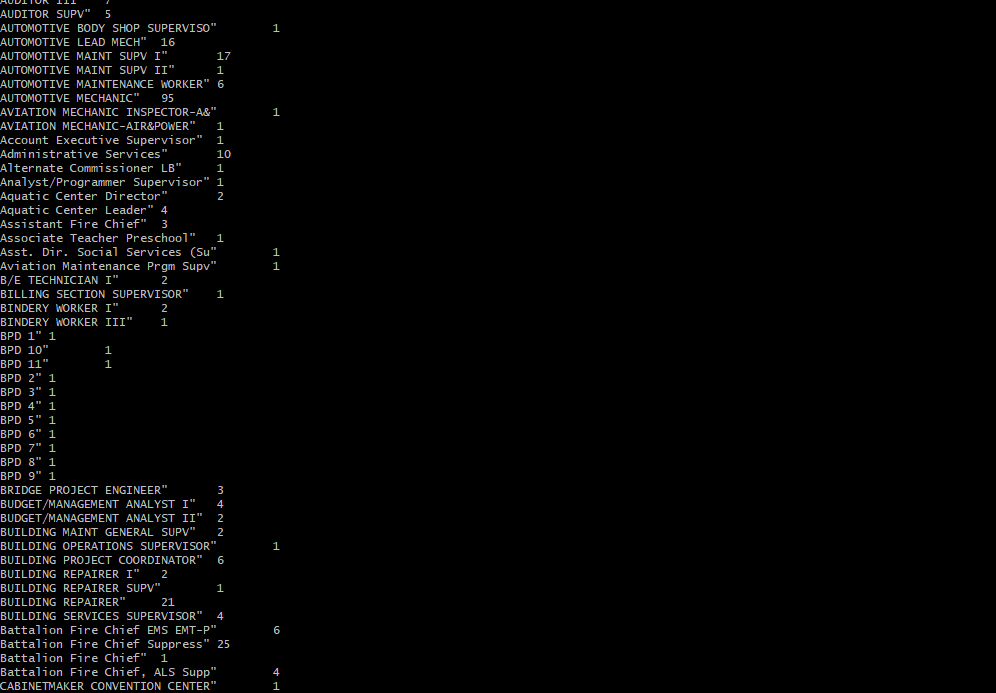 AUDITOR III" 7
AUDITOR SUPV" 5
AUTOMOTIVE BODY SHOP SUPERVISO" 1
AUTOMOTIVE LEAD MECH" 16
AUTOMOTIVE MAINT SUPV I" 17
AUTOMOTIVE MAINT SUPV II" 1
AUTOMOTIVE MAINTENANCE WORKER" 6
AUTOMOTIVE MECHANIC" 95
AVIATION MECHANIC INSPECTOR-A&" 1
AVIATION MECHANIC-AIR&POWER" 1
Account Executive Supervisor" 1
Administrative Services" 10
Alternate Commissioner LB" 1
Analyst/Programmer Supervisor" 1
Aquatic Center Director" 2
Aquatic Center Leader" 4
Assistant Fire Chief" 3
Associate Teacher Preschool" 1
Asst. Dir. Social Services (Su" 1
Aviation Maintenance Prgm Supv" 1
B/E TECHNICIAN I" 2
BILLING SECTION SUPERVISOR" 1
BINDERY WORKER I" 2
BINDERY WORKER III" 1
BPD 1" 1
BPD 10" 1
BPD 11" 1
BPD 2" 1
BPD 3" 1
BPD 4" 1
BPD 5" 1
BPD 6" 1
BPD 7" 1
BPD 8" 1
BPD 9" 1
BRIDGE PROJECT ENGINEER" 3
BUDGET/MANAGEMENT ANALYST I" 4
BUDGET/MANAGEMENT ANALYST II" 2
BUILDING MAINT GENERAL SUPV" 2
BUILDING OPERATIONS SUPERVISOR" 1
BUILDING PROJECT COORDINATOR" 6
BUILDING REPAIRER I" 2
BUILDING REPAIRER SUPV" 1
BUILDING REPAIRER" 21
BUILDING SERVICES SUPERVISOR" 4
Battalion Fire Chief EMS EMT-P" 6
Battalion Fire Chief Suppress" 25
Battalion Fire Chief" 1
Battalion Fire Chief, ALS Supp" 4
CABINETMAKER CONVENTION CENTER" 1